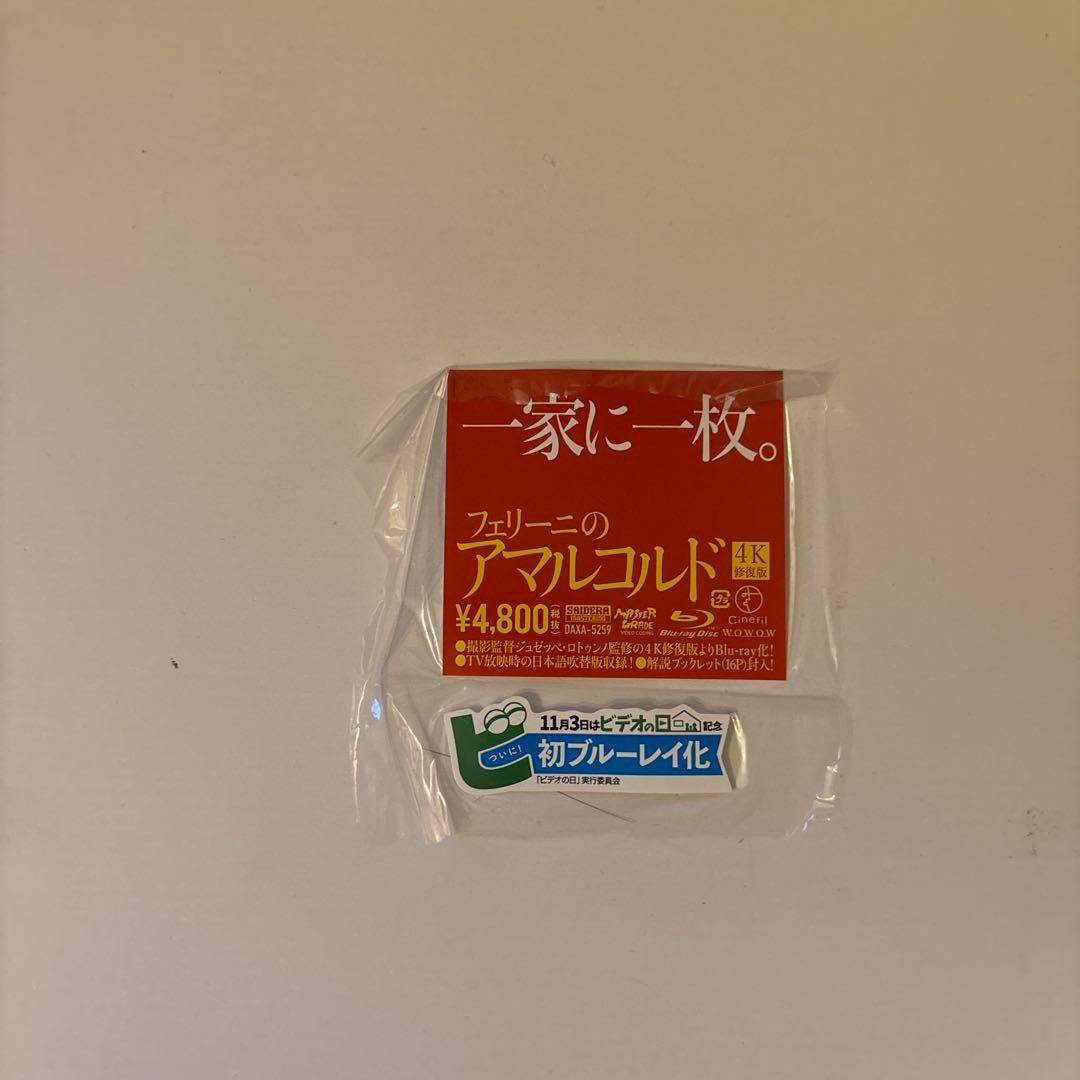 一家に一枚。
フェリーニの
アマルコルド 4K 修復版
¥4,800(税抜) SAIDERA MASTERING DAXA-5259 MASTER GRADE VIDEO CODING Blu-ray Disc タテ Cinefil WOWOW
●撮影監督ジュゼッペ・ロトゥンノ監修の4K修復版よりBlu-ray化!
●TV放映時の日本語吹替版収録!●解説ブックレット(16P)封入!
11月3日はビデオの日記念
ビ ついに! 初ブルーレイ化
「ビデオの日」実行委員会